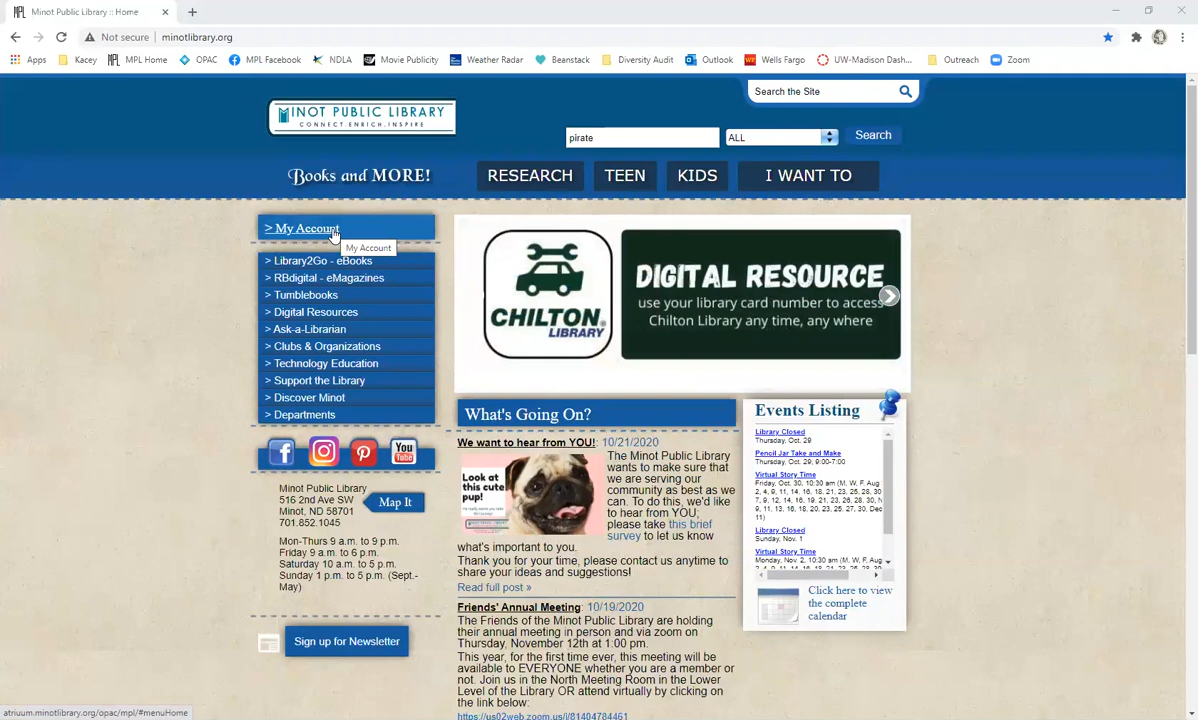 Minot Public Library :: Home
Not secure | minotlibrary.org
Apps Kacey MPL Home OPAC MPL Facebook NDLA Movie Publicity Beanstack Weather Radar Diversity Audit Outlook Wells Fargo UW-Madison Dash... Outreach Zoom
Search the Site
MINOT PUBLIC LIBRARY
CONNECT.ENRICH.INSPIRE
pirate ALL Search
Books and MORE! RESEARCH TEEN KIDS I WANT TO
> My Account
My Account
> Library2Go - eBooks
> RBdigital - eMagazines
> Tumblebooks
> Digital Resources
> Ask-a-Librarian
> Clubs & Organizations
> Technology Education
> Support the Library
> Discover Minot
> Departments
You
Tube
Minot Public Library
516 2nd Ave SW
Minot, ND 58701
701.852.1045
Map It
Mon-Thurs 9 a.m. to 9 p.m.
Friday 9 a.m. to 6 p.m.
Saturday 10 a.m. to 5 p.m.
Sunday 1 p.m. to 5 p.m. (Sept.-
May)
Sign up for Newsletter
CHILTON
LIBRARY
DIGITAL RESOURCE
use your library card number to access
Chilton Library any time, any where
What's Going On?
We want to hear from YOU!: 10/21/2020
Look at
this cute
pup!
The Minot Public Library
wants to make sure that
we are serving our
community as best as we
can. To do this, we'd like
to hear from YOU;
please take this brief
survey to let us know
what's important to you.
Thank you for your time, please contact us anytime to
share your ideas and suggestions!
Read full post »
Friends' Annual Meeting: 10/19/2020
The Friends of the Minot Public Library are holding
their annual meeting in person and via zoom on
Thursday, November 12th at 1:00 pm.
This year, for the first time ever, this meeting will be
available to EVERYONE whether you are a member or
not. Join us in the North Meeting Room in the Lower
Level of the Library OR attend virtually by clicking on
the link below:
https://us02web.zoom.us/j/81404784461
Events Listing
Library Closed
Thursday, Oct. 29
Pencil Jar Take and Make
Thursday, Oct. 29, 9:00-7:00
Virtual Story Time
Friday, Oct. 30, 10:30 am (M, W, F, Aug
2, 4, 9, 11, 14, 16, 18, 21, 23, 25, 28, 30,
7, 9, 12, 14, 16, 19, 21, 23, 26, 28, 30, Nov
9, 11, 13, 16, 18, 20, 23, 25, 27, 30, Dec
11)
Library Closed
Sunday, Nov. 1
Virtual Story Time
Monday, Nov. 2, 10:30 am (M, W, F, Aug
Click here to view
the complete
calendar
atriuum.minotlibrary.org/opac/mpl/#menuHome